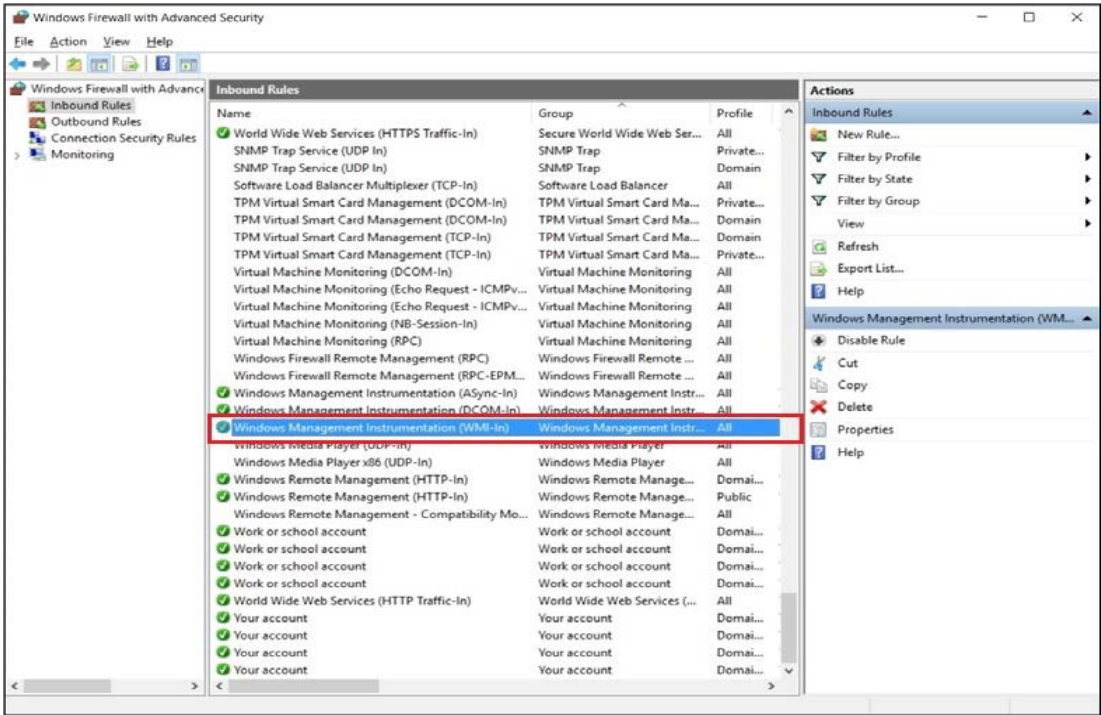 Windows Firewall with Advanced Security
File Action View Help
Windows Firewall with Advance
Inbound Rules
Outbound Rules
Connection Security Rules
Monitoring
Inbound Rules
Name Group Profile
World Wide Web Services (HTTPS Traffic-In) Secure World Wide Web Ser... All
SNMP Trap Service (UDP In) SNMP Trap Private...
SNMP Trap Service (UDP In) SNMP Trap Domain
Software Load Balancer Multiplexer (TCP-In) Software Load Balancer All
TPM Virtual Smart Card Management (DCOM-In) TPM Virtual Smart Card Ma... Private...
TPM Virtual Smart Card Management (DCOM-In) TPM Virtual Smart Card Ma... Domain
TPM Virtual Smart Card Management (TCP-In) TPM Virtual Smart Card Ma... Domain
TPM Virtual Smart Card Management (TCP-In) TPM Virtual Smart Card Ma... Private...
Virtual Machine Monitoring (DCOM-In) Virtual Machine Monitoring All
Virtual Machine Monitoring (Echo Request - ICMPv... Virtual Machine Monitoring All
Virtual Machine Monitoring (Echo Request - ICMPv... Virtual Machine Monitoring All
Virtual Machine Monitoring (NB-Session-In) Virtual Machine Monitoring All
Virtual Machine Monitoring (RPC) Virtual Machine Monitoring All
Windows Firewall Remote Management (RPC) Windows Firewall Remote ... All
Windows Firewall Remote Management (RPC-EPM... Windows Firewall Remote ... All
Windows Management Instrumentation (ASync-In) Windows Management Instr... All
Windows Management Instrumentation (DCOM-In) Windows Management Instr... All
Windows Management Instrumentation (WMI-In) Windows Management Instr... All
Windows Media Player (UDP-In) Windows Media Player All
Windows Media Player x86 (UDP-In) Windows Media Player All
Windows Remote Management (HTTP-In) Windows Remote Manage... Domai...
Windows Remote Management (HTTP-In) Windows Remote Manage... Public
Windows Remote Management - Compatibility Mo... Windows Remote Manage... All
Work or school account Work or school account Domai...
Work or school account Work or school account Domai...
Work or school account Work or school account Domai...
Work or school account Work or school account Domai...
World Wide Web Services (HTTP Traffic-In) World Wide Web Services (... All
Your account Your account Domai...
Your account Your account Domai...
Your account Your account Domai...
Your account Your account Domai...
Actions
Inbound Rules
New Rule...
Filter by Profile
Filter by State
Filter by Group
View
Refresh
Export List...
Help
Windows Management Instrumentation (WM...
Disable Rule
Cut
Copy
Delete
Properties
Help